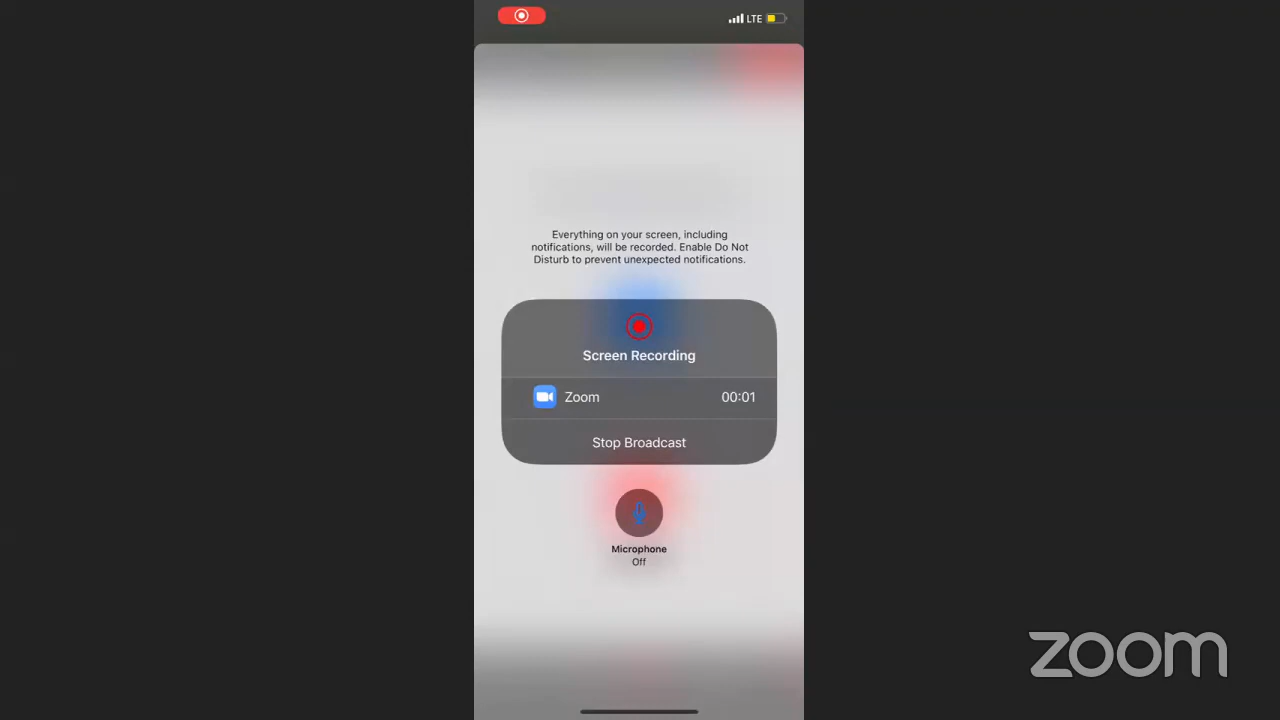 LTE
Everything on your screen, including
notifications, will be recorded. Enable Do Not
Disturb to prevent unexpected notifications.
Screen Recording
Zoom 00:01
Stop Broadcast
Microphone
Off
zoom